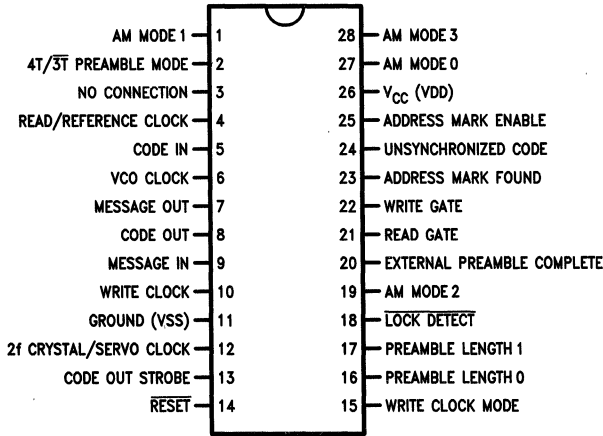 AM MODE 1 1 28 AM MODE 3
4T/3T PREAMBLE MODE 2 27 AM MODE 0
NO CONNECTION 3 26 VCC (VDD)
READ/REFERENCE CLOCK 4 25 ADDRESS MARK ENABLE
CODE IN 5 24 UNSYNCHRONIZED CODE
VCO CLOCK 6 23 ADDRESS MARK FOUND
MESSAGE OUT 7 22 WRITE GATE
CODE OUT 8 21 READ GATE
MESSAGE IN 9 20 EXTERNAL PREAMBLE COMPLETE
WRITE CLOCK 10 19 AM MODE 2
GROUND (VSS) 11 18 LOCK DETECT
2f CRYSTAL/SERVO CLOCK 12 17 PREAMBLE LENGTH 1
CODE OUT STROBE 13 16 PREAMBLE LENGTH 0
RESET 14 15 WRITE CLOCK MODE